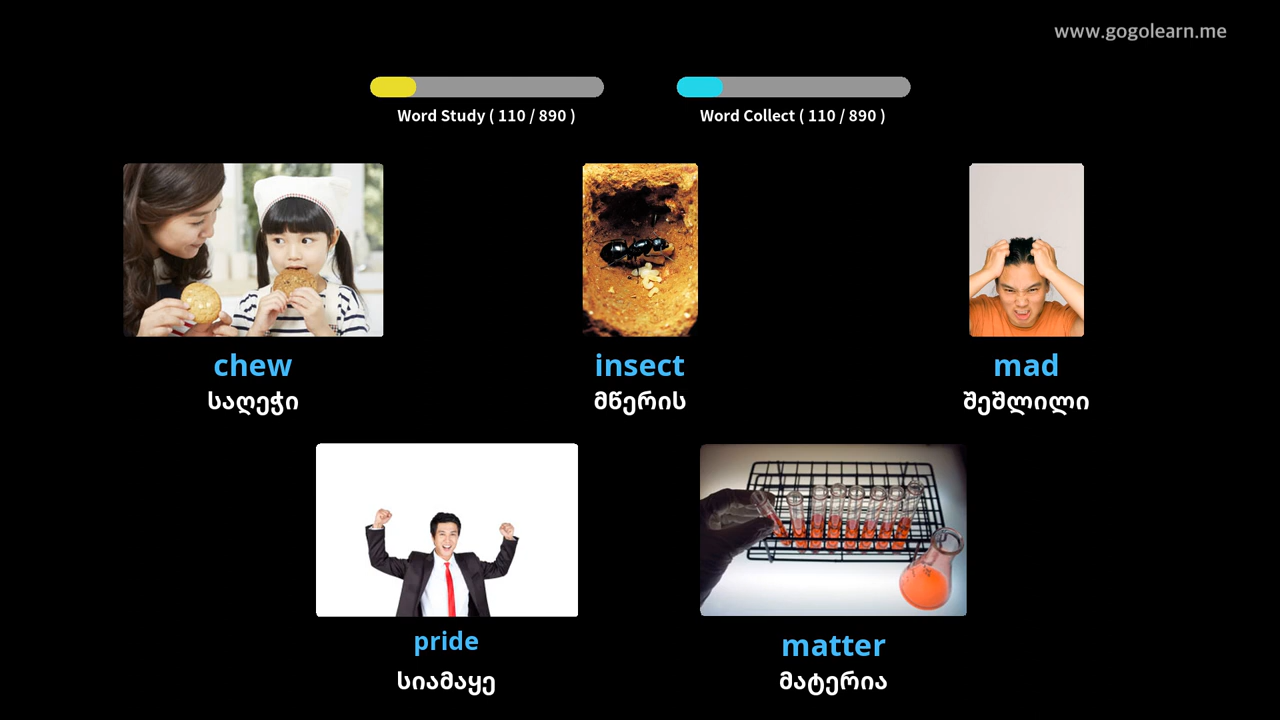 www.gogolearn.me
Word Study ( 110 / 890 )
Word Collect ( 110 / 890 )
chew
საღეჭი
insect
მწერის
mad
შეშლილი
pride
სიამაყე
matter
მატერია